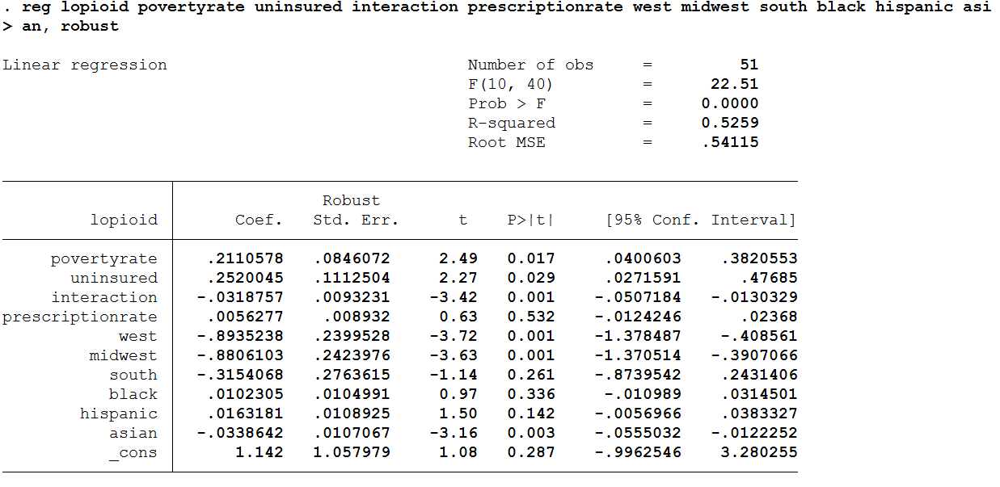 . reg lopioid povertyrate uninsured interaction prescriptionrate west midwest south black hispanic asi
> an, robust
Linear regression Number of obs = 51
F(10, 40) = 22.51
Prob > F = 0.0000
R-squared = 0.5259
Root MSE = .54115
Robust
lopioid Coef. Std. Err. t P>|t| [95% Conf. Interval]
povertyrate .2110578 .0846072 2.49 0.017 .0400603 .3820553
uninsured .2520045 .1112504 2.27 0.029 .0271591 .47685
interaction -.0318757 .0093231 -3.42 0.001 -.0507184 -.0130329
prescriptionrate .0056277 .008932 0.63 0.532 -.0124246 .02368
west -.8935238 .2399528 -3.72 0.001 -1.378487 -.408561
midwest -.8806103 .2423976 -3.63 0.001 -1.370514 -.3907066
south -.3154068 .2763615 -1.14 0.261 -.8739542 .2431406
black .0102305 .0104991 0.97 0.336 -.010989 .0314501
hispanic .0163181 .0108925 1.50 0.142 -.0056966 .0383327
asian -.0338642 .0107067 -3.16 0.003 -.0555032 -.0122252
_cons 1.142 1.057979 1.08 0.287 -.9962546 3.280255